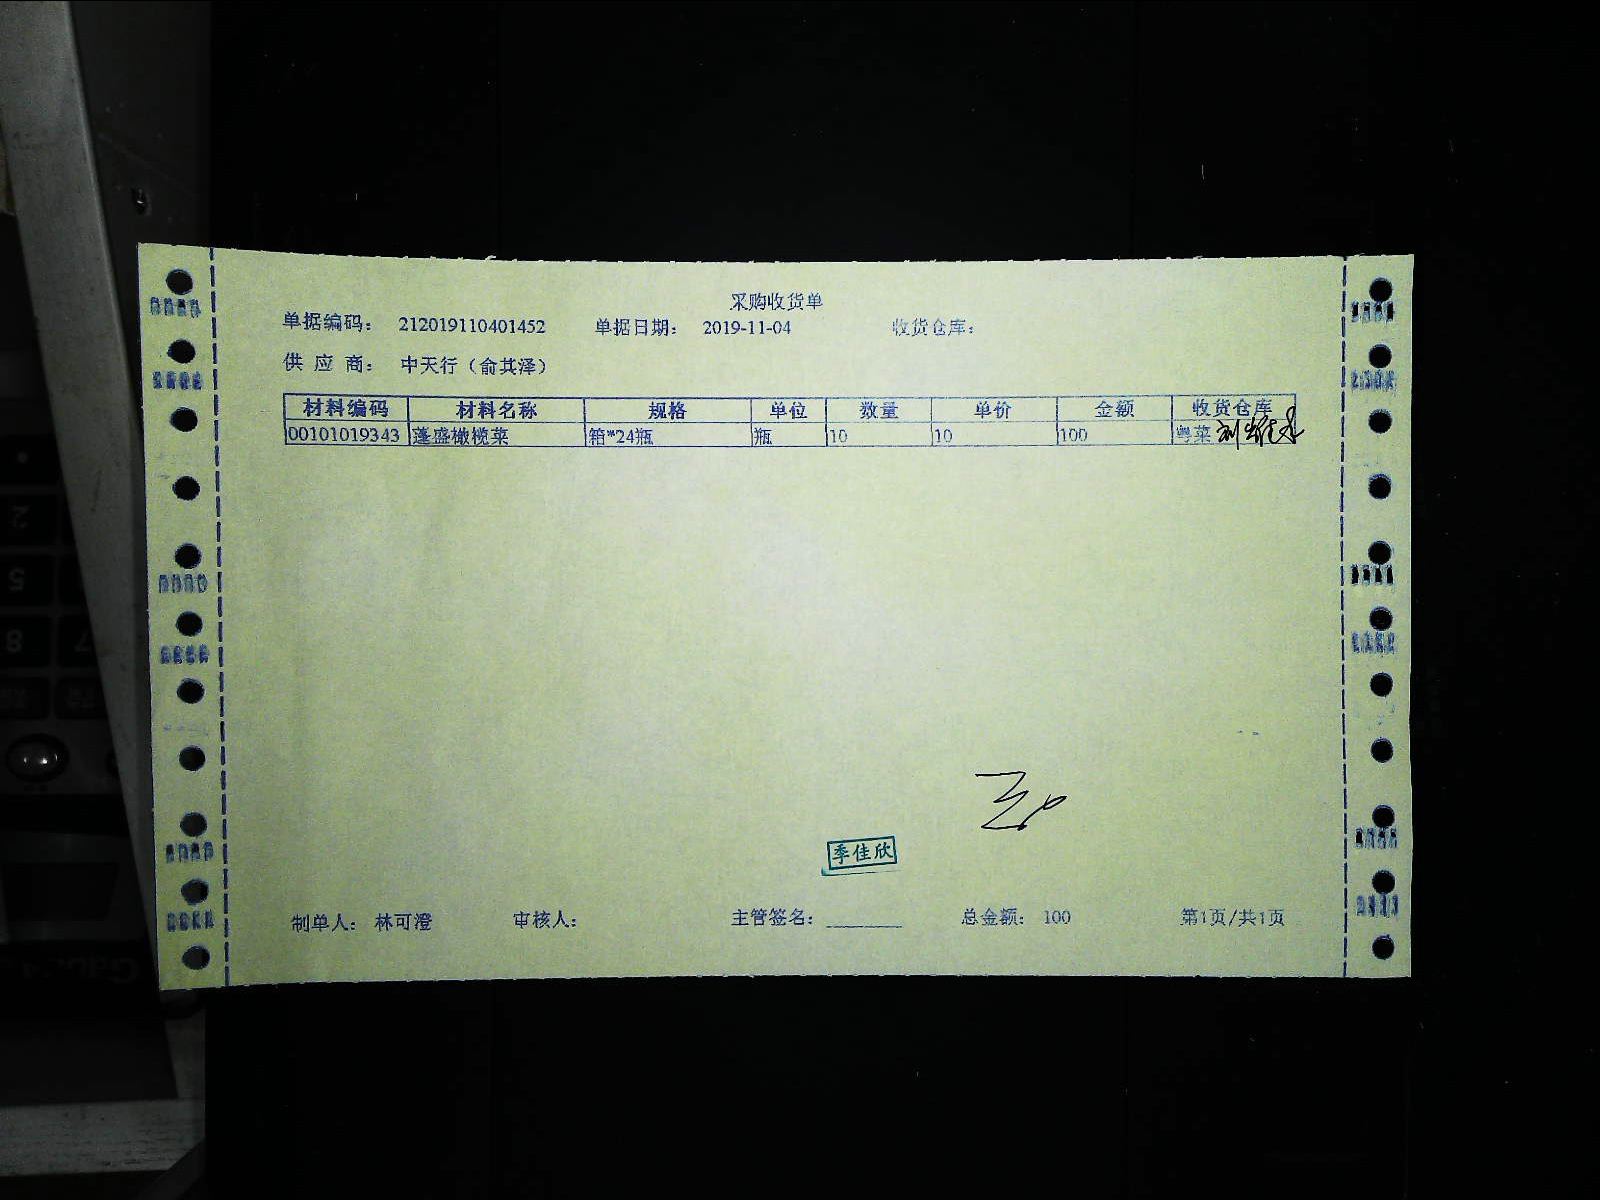 采购收货单
单据编码： 212019110401452 单据日期： 2019-11-04 收货仓库：
供 应 商： 中天行（俞其泽）
材料编码 材料名称 规格 单位 数量 单价 金额 收货仓库
00101019343 蓬盛橄榄菜 箱*24瓶 瓶 10 10 100 粤菜
季佳欣
制单人： 林可澄 审核人： 主管签名： 总金额： 100 第1页/共1页